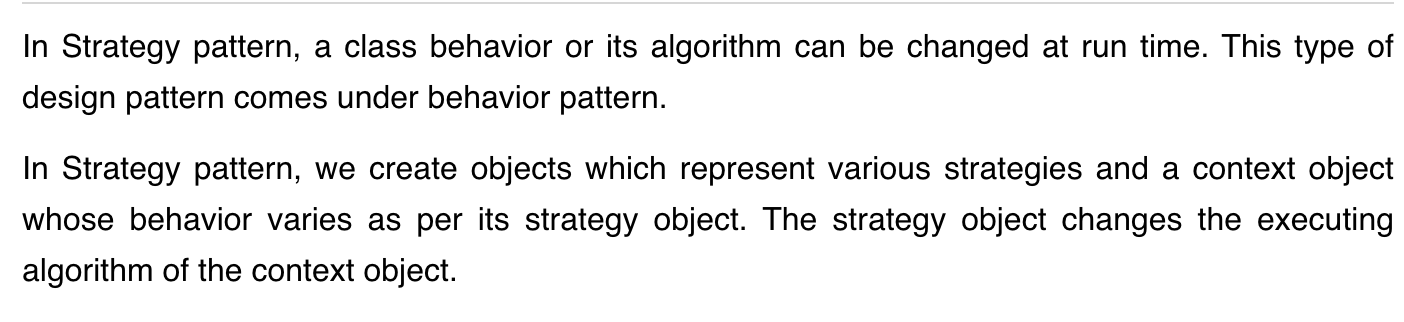 In Strategy pattern, a class behavior or its algorithm can be changed at run time. This type of
design pattern comes under behavior pattern.
In Strategy pattern, we create objects which represent various strategies and a context object
whose behavior varies as per its strategy object. The strategy object changes the executing
algorithm of the context object.